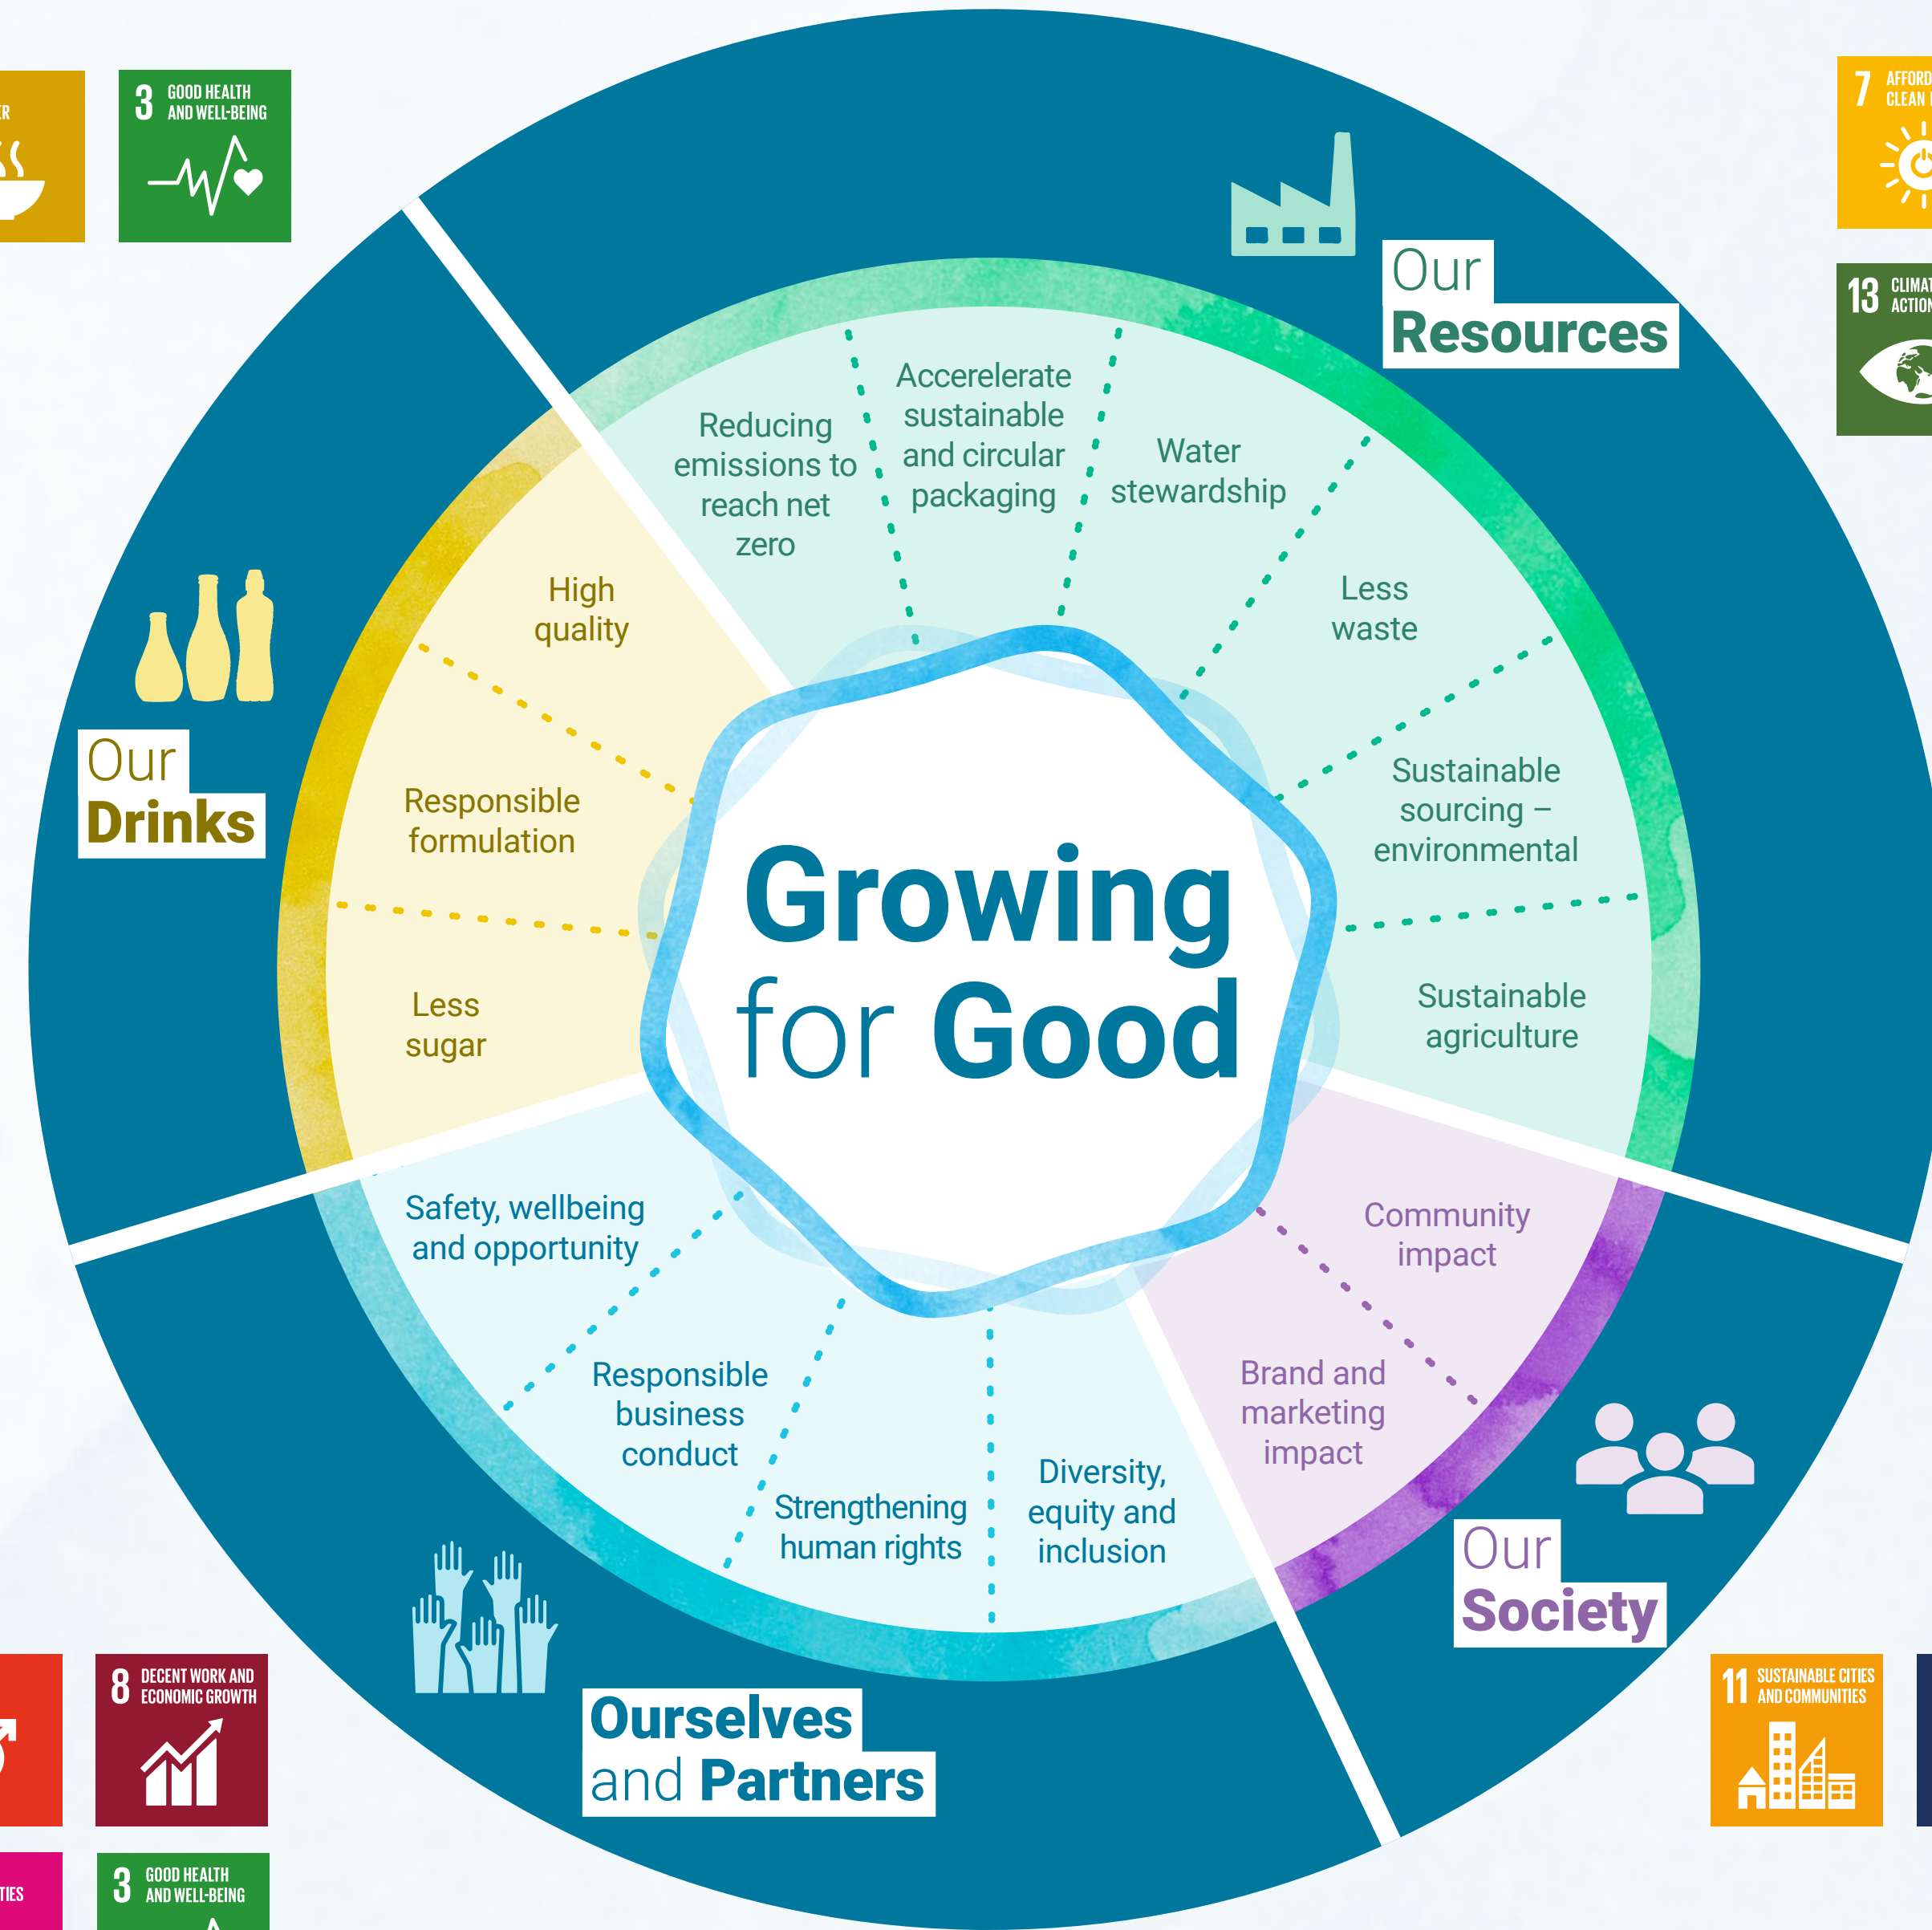 3 GOOD HEALTH
AND WELL-BEING
7
13
Our
Resources
Reducing
emissions to
reach net
zero
Accerelerate
sustainable
and circular
packaging
Water
stewardship
Less
waste
Sustainable
sourcing –
environmental
Sustainable
agriculture
Our
Drinks
High
quality
Responsible
formulation
Less
sugar
Growing
for Good
Safety, wellbeing
and opportunity
Responsible
business
conduct
Strengthening
human rights
Diversity,
equity and
inclusion
Community
impact
Brand and
marketing
impact
Our
Society
Ourselves
and Partners
8 DECENT WORK AND
ECONOMIC GROWTH
3 GOOD HEALTH
AND WELL-BEING
11 SUSTAINABLE CITIES
AND COMMUNITIES
CLEAN